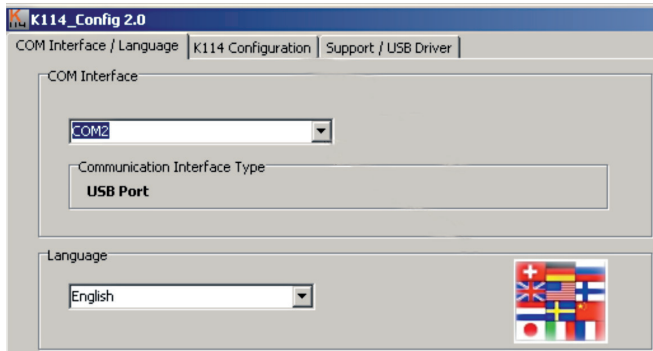 K114 K114_Config 2.0
COM Interface / Language K114 Configuration Support / USB Driver
COM Interface
COM2
Communication Interface Type
USB Port
Language
English